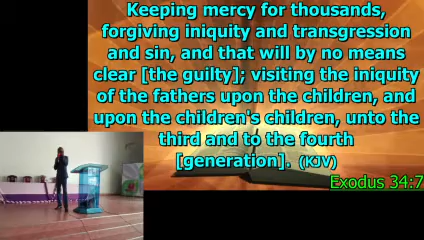 Keeping mercy for thousands,
forgiving iniquity and transgression
and sin, and that will by no means
clear [the guilty]; visiting the iniquity
of the fathers upon the children, and
upon the children's children, unto the
third and to the fourth
[generation]. (KJV)
Exodus 34:7